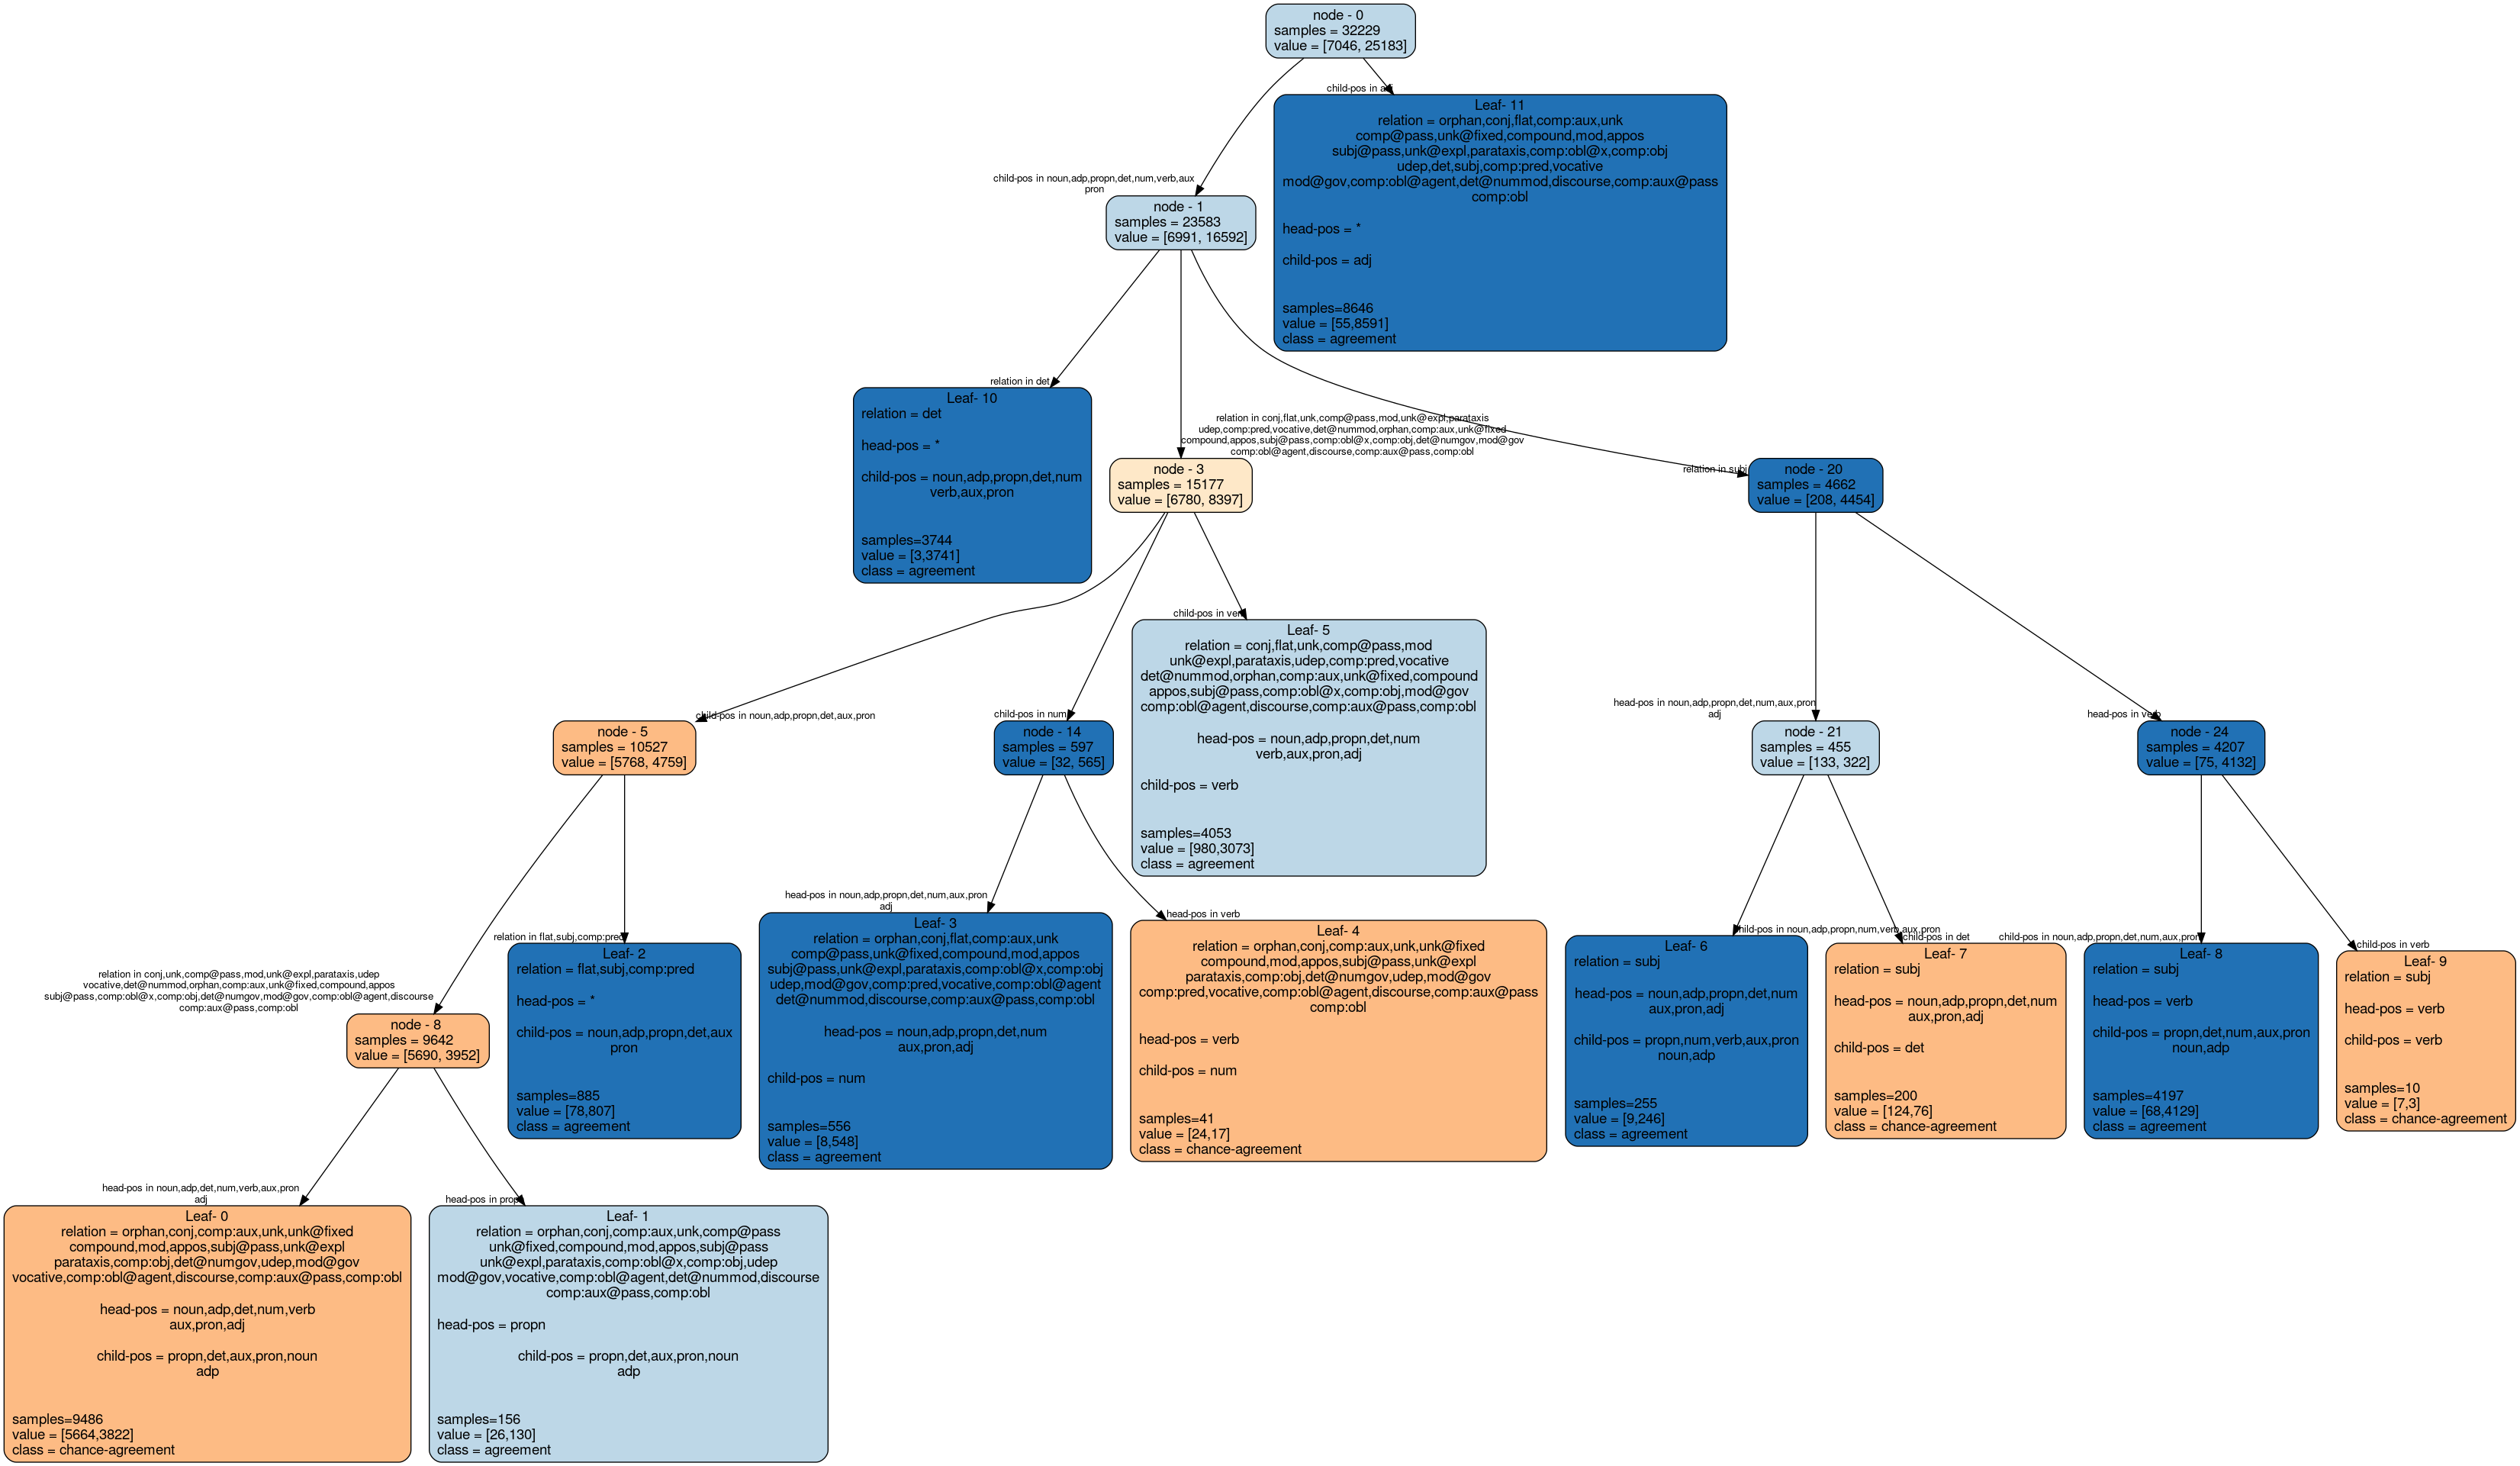 node - 0
samples = 32229
value = [7046, 25183]
child-pos in adj
Leaf- 11
relation = orphan,conj,flat,comp:aux,unk
comp@pass,unk@fixed,compound,mod,appos
subj@pass,unk@expl,parataxis,comp:obl@x,comp:obj
udep,det,subj,comp:pred,vocative
mod@gov,comp:obl@agent,det@nummod,discourse,comp:aux@pass
comp:obl
head-pos = *
child-pos = adj
samples=8646
value = [55,8591]
class = agreement
child-pos in noun,adp,propn,det,num,verb,aux
pron
node - 1
samples = 23583
value = [6991, 16592]
relation in det
Leaf- 10
relation = det
head-pos = *
child-pos = noun,adp,propn,det,num
verb,aux,pron
samples=3744
value = [3,3741]
class = agreement
relation in conj,flat,unk,comp@pass,mod,unk@expl,parataxis
udep,comp:pred,vocative,det@nummod,orphan,comp:aux,unk@fixed
compound,appos,subj@pass,comp:obl@x,comp:obj,det@numgov,mod@gov
comp:obl@agent,discourse,comp:aux@pass,comp:obl
node - 3
samples = 15177
value = [6780, 8397]
relation in subj
node - 20
samples = 4662
value = [208, 4454]
child-pos in verb
Leaf- 5
relation = conj,flat,unk,comp@pass,mod
unk@expl,parataxis,udep,comp:pred,vocative
det@nummod,orphan,comp:aux,unk@fixed,compound
appos,subj@pass,comp:obl@x,comp:obj,mod@gov
comp:obl@agent,discourse,comp:aux@pass,comp:obl
head-pos = noun,adp,propn,det,num
verb,aux,pron,adj
child-pos = verb
samples=4053
value = [980,3073]
class = agreement
child-pos in noun,adp,propn,det,aux,pron
node - 5
samples = 10527
value = [5768, 4759]
child-pos in num
node - 14
samples = 597
value = [32, 565]
head-pos in noun,adp,propn,det,num,aux,pron
adj
node - 21
samples = 455
value = [133, 322]
head-pos in verb
node - 24
samples = 4207
value = [75, 4132]
relation in conj,unk,comp@pass,mod,unk@expl,parataxis,udep
vocative,det@nummod,orphan,comp:aux,unk@fixed,compound,appos
subj@pass,comp:obl@x,comp:obj,det@numgov,mod@gov,comp:obl@agent,discourse
comp:aux@pass,comp:obl
node - 8
samples = 9642
value = [5690, 3952]
relation in flat,subj,comp:pred
Leaf- 2
relation = flat,subj,comp:pred
head-pos = *
child-pos = noun,adp,propn,det,aux
pron
samples=885
value = [78,807]
class = agreement
head-pos in noun,adp,propn,det,num,aux,pron
adj
Leaf- 3
relation = orphan,conj,flat,comp:aux,unk
comp@pass,unk@fixed,compound,mod,appos
subj@pass,unk@expl,parataxis,comp:obl@x,comp:obj
udep,mod@gov,comp:pred,vocative,comp:obl@agent
det@nummod,discourse,comp:aux@pass,comp:obl
head-pos = noun,adp,propn,det,num
aux,pron,adj
child-pos = num
samples=556
value = [8,548]
class = agreement
head-pos in verb
Leaf- 4
relation = orphan,conj,comp:aux,unk,unk@fixed
compound,mod,appos,subj@pass,unk@expl
parataxis,comp:obj,det@numgov,udep,mod@gov
comp:pred,vocative,comp:obl@agent,discourse,comp:aux@pass
comp:obl
head-pos = verb
child-pos = num
samples=41
value = [24,17]
class = chance-agreement
child-pos in noun,adp,propn,num,verb,aux,pron
Leaf- 6
relation = subj
head-pos = noun,adp,propn,det,num
aux,pron,adj
child-pos = propn,num,verb,aux,pron
noun,adp
samples=255
value = [9,246]
class = agreement
child-pos in det
Leaf- 7
relation = subj
head-pos = noun,adp,propn,det,num
aux,pron,adj
child-pos = det
samples=200
value = [124,76]
class = chance-agreement
child-pos in noun,adp,propn,det,num,aux,pron
Leaf- 8
relation = subj
head-pos = verb
child-pos = propn,det,num,aux,pron
noun,adp
samples=4197
value = [68,4129]
class = agreement
child-pos in verb
Leaf- 9
relation = subj
head-pos = verb
child-pos = verb
samples=10
value = [7,3]
class = chance-agreement
head-pos in noun,adp,det,num,verb,aux,pron
adj
Leaf- 0
relation = orphan,conj,comp:aux,unk,unk@fixed
compound,mod,appos,subj@pass,unk@expl
parataxis,comp:obj,det@numgov,udep,mod@gov
vocative,comp:obl@agent,discourse,comp:aux@pass,comp:obl
head-pos = noun,adp,det,num,verb
aux,pron,adj
child-pos = propn,det,aux,pron,noun
adp
samples=9486
value = [5664,3822]
class = chance-agreement
head-pos in propn
Leaf- 1
relation = orphan,conj,comp:aux,unk,comp@pass
unk@fixed,compound,mod,appos,subj@pass
unk@expl,parataxis,comp:obl@x,comp:obj,udep
mod@gov,vocative,comp:obl@agent,det@nummod,discourse
comp:aux@pass,comp:obl
head-pos = propn
child-pos = propn,det,aux,pron,noun
adp
samples=156
value = [26,130]
class = agreement